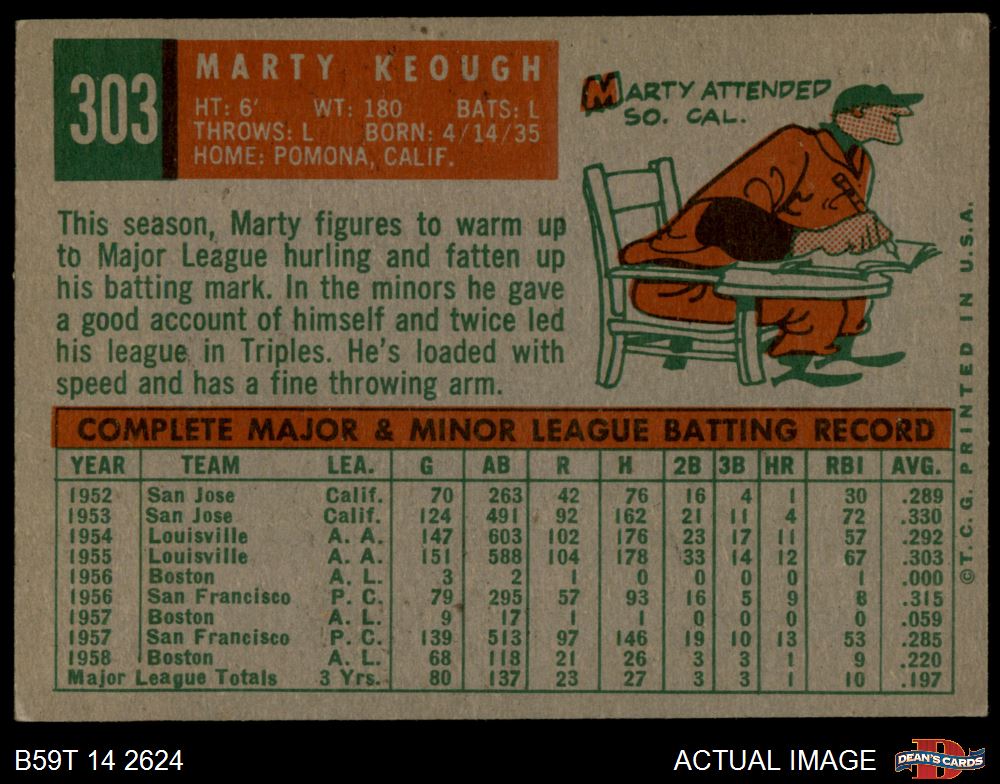 303
MARTY KEOUGH
HT: 6' WT: 180 BATS: L
THROWS: L BORN: 4/14/35
HOME: POMONA, CALIF.
MARTY ATTENDED
SO. CAL.
This season, Marty figures to warm up
to Major League hurling and fatten up
his batting mark. In the minors he gave
a good account of himself and twice led
his league in Triples. He's loaded with
speed and has a fine throwing arm.
COMPLETE MAJOR & MINOR LEAGUE BATTING RECORD
YEAR TEAM LEA. G AB R H 2B 3B HR RBI AVG.
1952 San Jose Calif. 70 263 42 76 16 4 1 30 .289
1953 San Jose Calif. 124 491 92 162 21 11 4 72 .330
1954 Louisville A. A. 147 603 102 176 23 17 11 57 .292
1955 Louisville A. A. 151 588 104 178 33 14 12 67 .303
1956 Boston A. L. 3 2 1 0 0 0 0 1 .000
1956 San Francisco P. C. 79 295 57 93 16 5 9 8 .315
1957 Boston A. L. 9 17 1 1 0 0 0 0 .059
1957 San Francisco P. C. 139 513 97 146 19 10 13 53 .285
1958 Boston A. L. 68 118 21 26 3 3 1 9 .220
Major League Totals 3 Yrs. 80 137 23 27 3 3 1 10 .197
© T. C. G. PRINTED IN U.S.A.
B59T 14 2624
ACTUAL IMAGE
DEAN'S CARDS